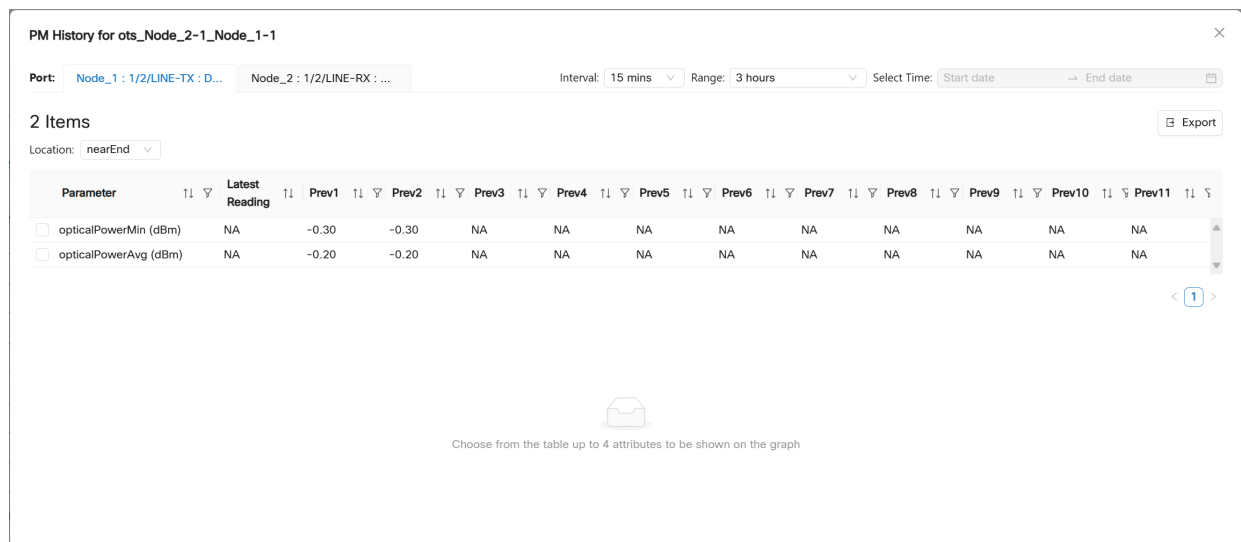 PM History for ots_Node_2-1_Node_1-1
Port: Node_1 : 1/2/LINE-TX : D... Node_2 : 1/2/LINE-RX : ... Interval: 15 mins Range: 3 hours Select Time: Start date → End date
2 Items
Export
Location: nearEnd
Parameter Latest Reading Prev1 Prev2 Prev3 Prev4 Prev5 Prev6 Prev7 Prev8 Prev9 Prev10 Prev11
opticalPowerMin (dBm) NA -0.30 -0.30 NA NA NA NA NA NA NA NA NA
opticalPowerAvg (dBm) NA -0.20 -0.20 NA NA NA NA NA NA NA NA NA
< 1 >
Choose from the table up to 4 attributes to be shown on the graph